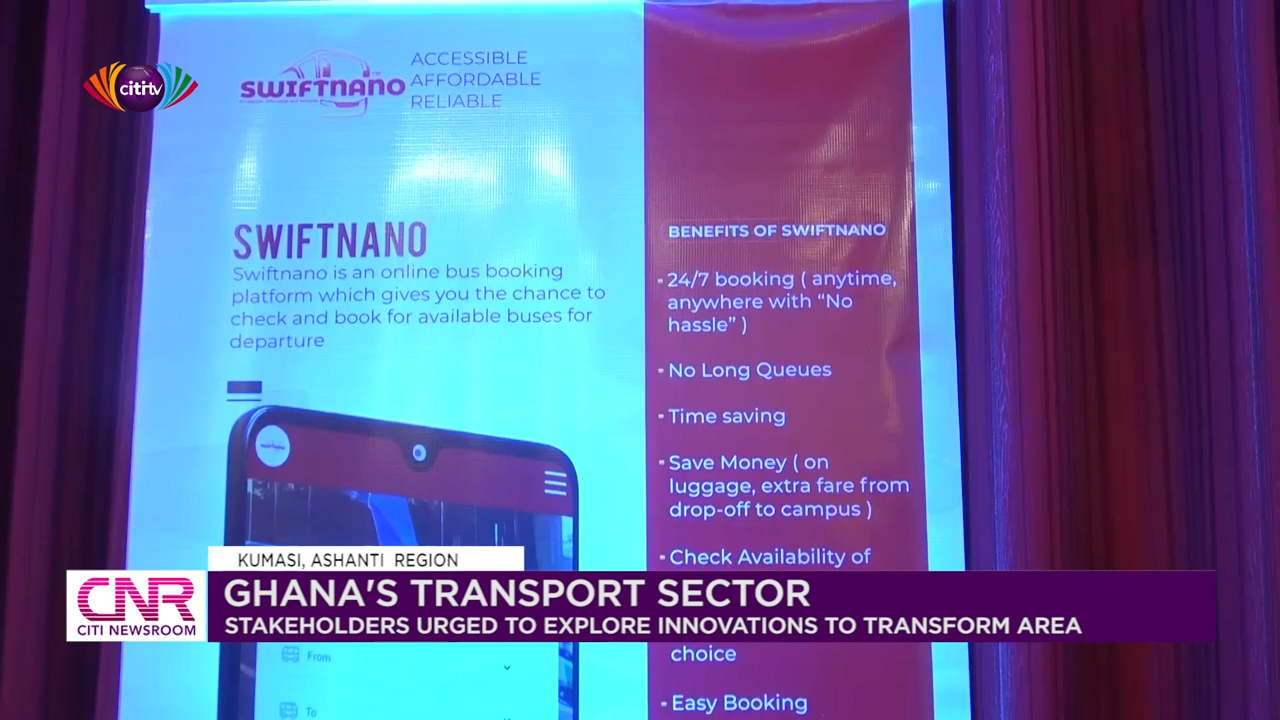 citi tv
SWIFTNANO
ACCESSIBLE
AFFORDABLE
RELIABLE
SWIFTNANO
Swiftnano is an online bus booking
platform which gives you the chance to
check and book for available buses for
departure
From
To
BENEFITS OF SWIFTNANO
- 24/7 booking ( anytime,
anywhere with “No
hassle” )
- No Long Queues
- Time saving
- Save Money ( on
luggage, extra fare from
drop-off to campus )
- Check Availability of
choice
- Easy Booking
KUMASI, ASHANTI REGION
CNR
CITI NEWSROOM
GHANA'S TRANSPORT SECTOR
STAKEHOLDERS URGED TO EXPLORE INNOVATIONS TO TRANSFORM AREA